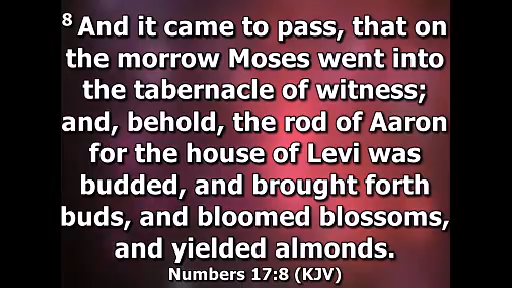 8 And it came to pass, that on
the morrow Moses went into
the tabernacle of witness;
and, behold, the rod of Aaron
for the house of Levi was
budded, and brought forth
buds, and bloomed blossoms,
and yielded almonds.
Numbers 17:8 (KJV)